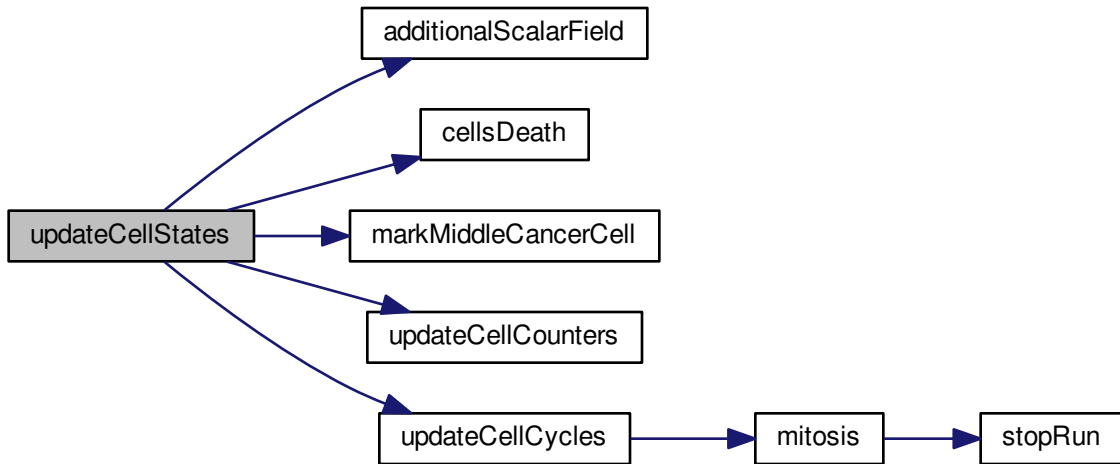 additionalScalarField
cellsDeath
updateCellStates
markMiddleCancerCell
updateCellCounters
updateCellCycles
mitosis
stopRun